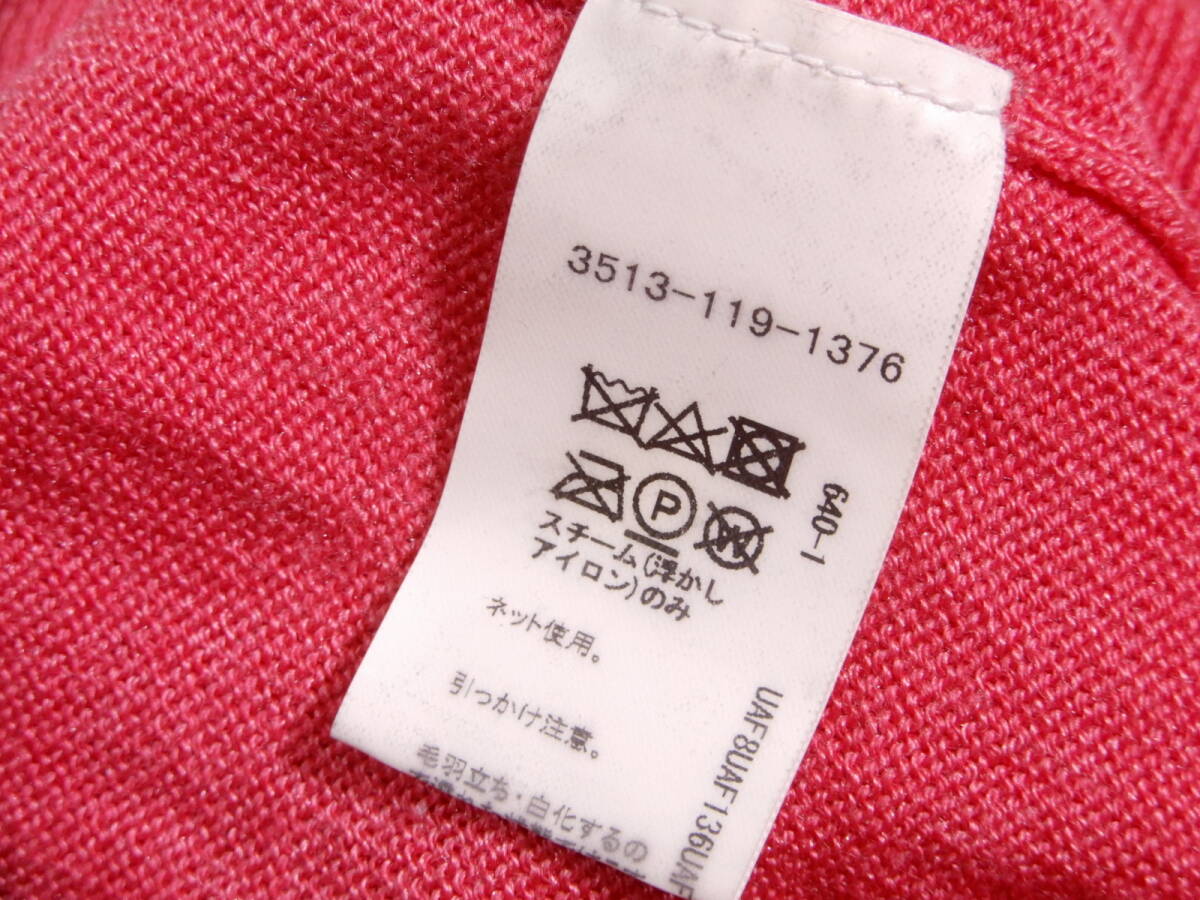 3513-119-1376
P
W
640-1
スチーム(浮かし
アイロン)のみ
ネット使用。
引っかけ注意。
毛羽立ち・白化するの
UAF8UAF136UAF